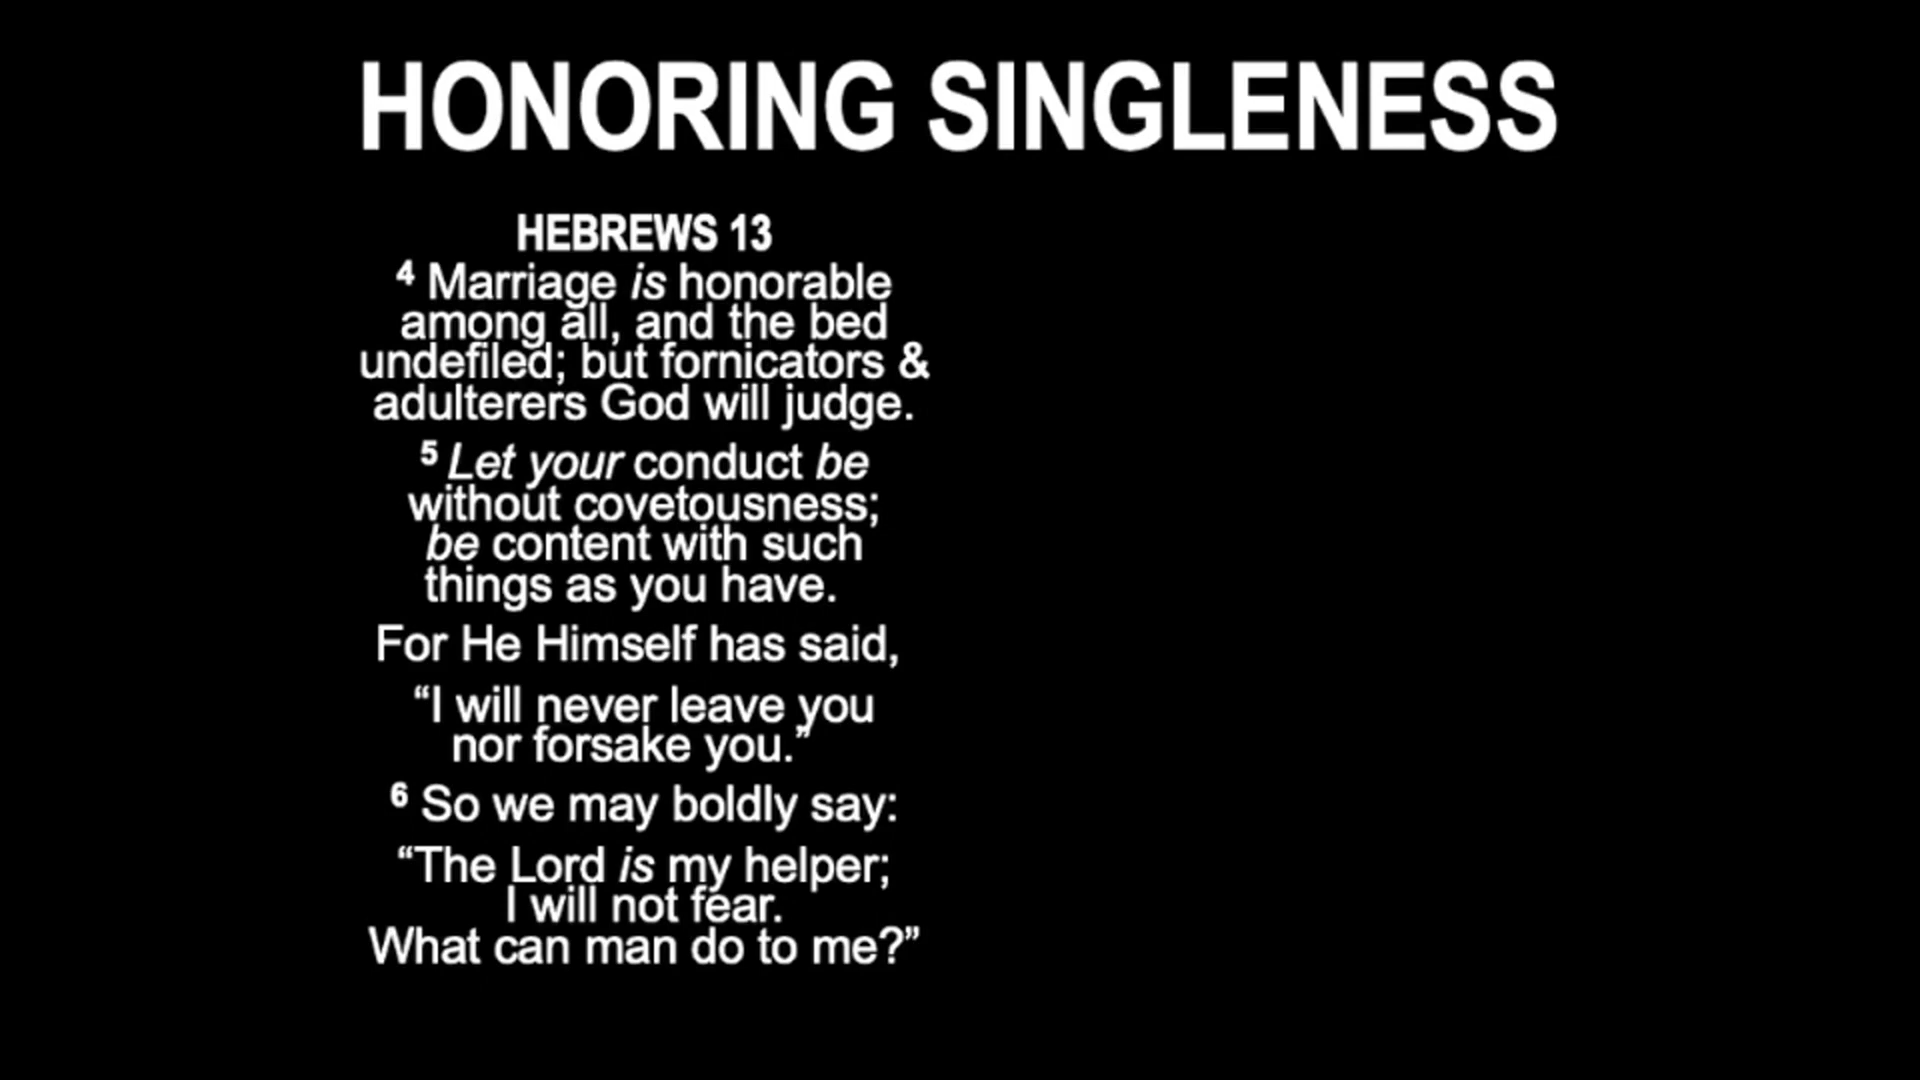 HONORING SINGLENESS
HEBREWS 13
4 Marriage is honorable
among all, and the bed
undefiled; but fornicators &
adulterers God will judge.
5 Let your conduct be
without covetousness;
be content with such
things as you have.
For He Himself has said,
“I will never leave you
nor forsake you.”
6 So we may boldly say:
“The Lord is my helper;
I will not fear.
What can man do to me?”